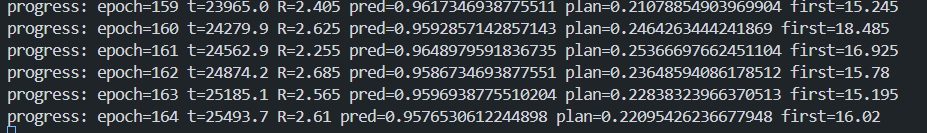 progress: epoch=159 t=23965.0 R=2.405 pred=0.9617346938775511 plan=0.21078854903969904 first=15.245
progress: epoch=160 t=24279.9 R=2.625 pred=0.9592857142857143 plan=0.2464263444241869 first=18.485
progress: epoch=161 t=24562.9 R=2.255 pred=0.9648979591836735 plan=0.25366697662451104 first=16.925
progress: epoch=162 t=24874.2 R=2.685 pred=0.9586734693877551 plan=0.23648594086178512 first=15.78
progress: epoch=163 t=25185.1 R=2.565 pred=0.9596938775510204 plan=0.22838323966370513 first=15.195
progress: epoch=164 t=25493.7 R=2.61 pred=0.9576530612244898 plan=0.22095426236677948 first=16.02